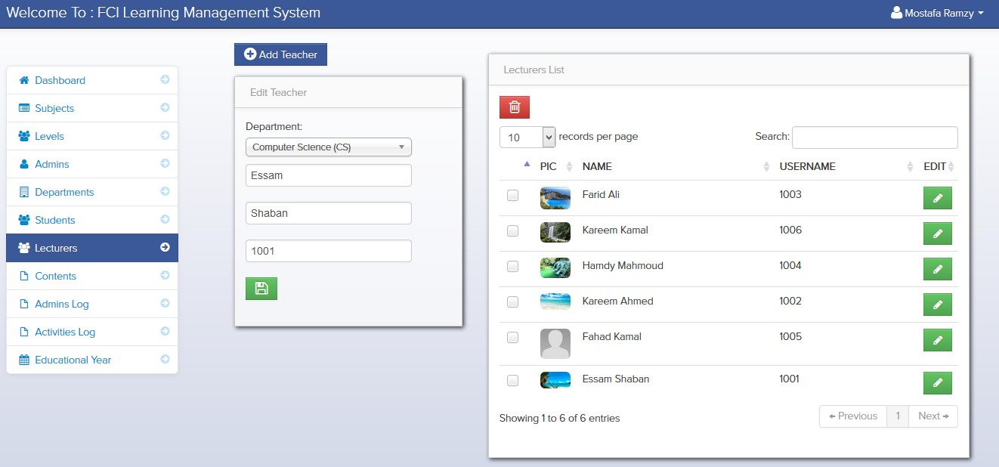 Welcome To : FCI Learning Management System
Mostafa Ramzy
Dashboard
Subjects
Levels
Admins
Departments
Students
Lecturers
Contents
Admins Log
Activities Log
Educational Year
Add Teacher
Edit Teacher
Department:
Computer Science (CS)
Essam
Shaban
1001
Lecturers List
10 records per page
Search:
PIC NAME USERNAME EDIT
Farid Ali 1003
Kareem Kamal 1006
Hamdy Mahmoud 1004
Kareem Ahmed 1002
Fahad Kamal 1005
Essam Shaban 1001
Showing 1 to 6 of 6 entries
← Previous 1 Next →